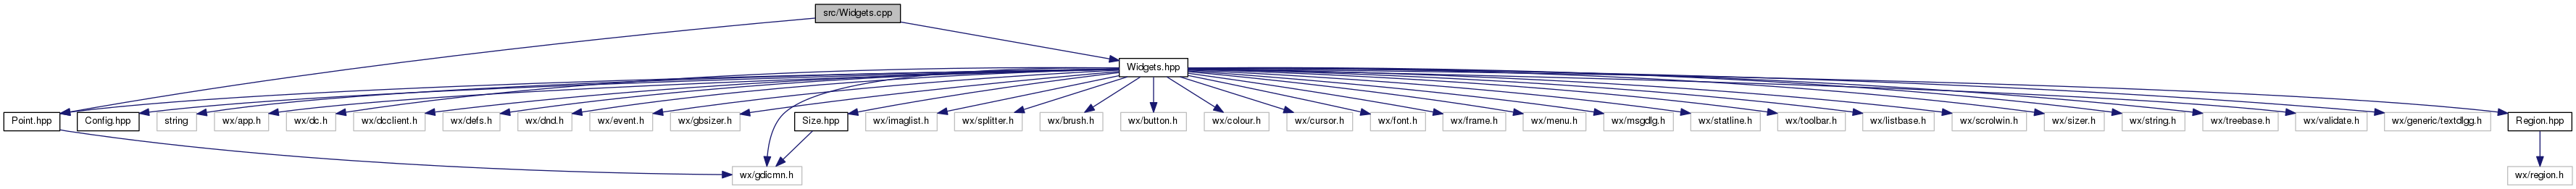 src/Widgets.cpp
Widgets.hpp
Point.hpp
Config.hpp
string
wx/app.h
wx/dc.h
wx/dcclient.h
wx/defs.h
wx/dnd.h
wx/event.h
wx/gbsizer.h
Size.hpp
wx/imaglist.h
wx/splitter.h
wx/brush.h
wx/button.h
wx/colour.h
wx/cursor.h
wx/font.h
wx/frame.h
wx/menu.h
wx/msgdlg.h
wx/statline.h
wx/toolbar.h
wx/listbase.h
wx/scrolwin.h
wx/sizer.h
wx/string.h
wx/treebase.h
wx/validate.h
wx/generic/textdlgg.h
Region.hpp
wx/gdicmn.h
wx/region.h